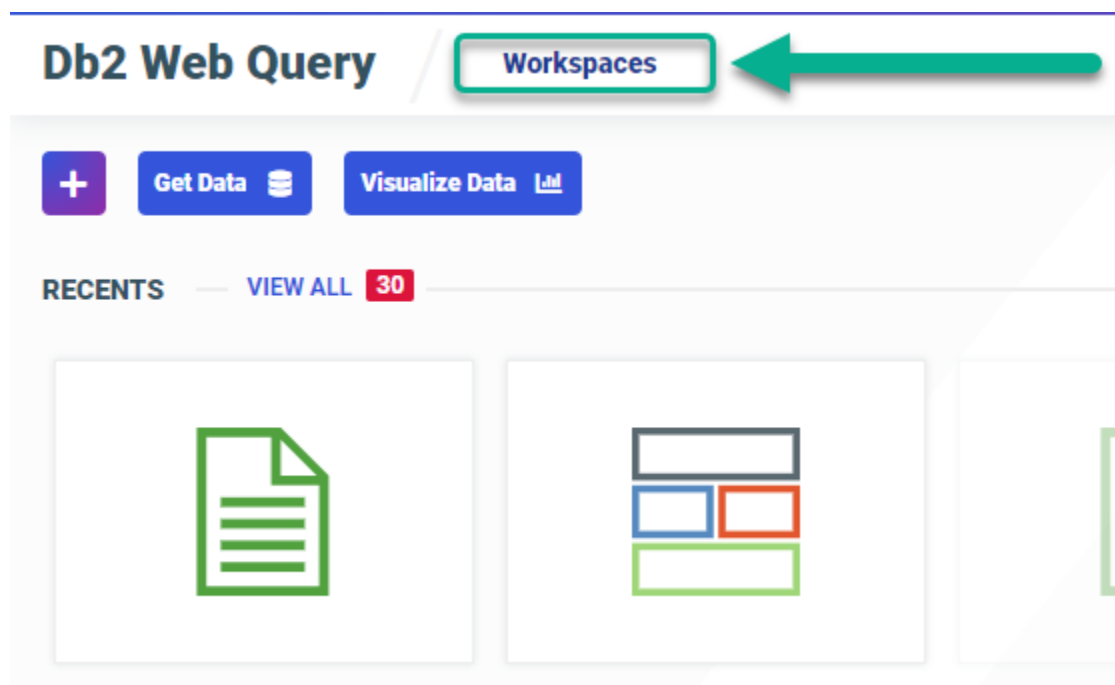 Db2 Web Query Workspaces
Get Data Visualize Data
RECENTS VIEW ALL 30